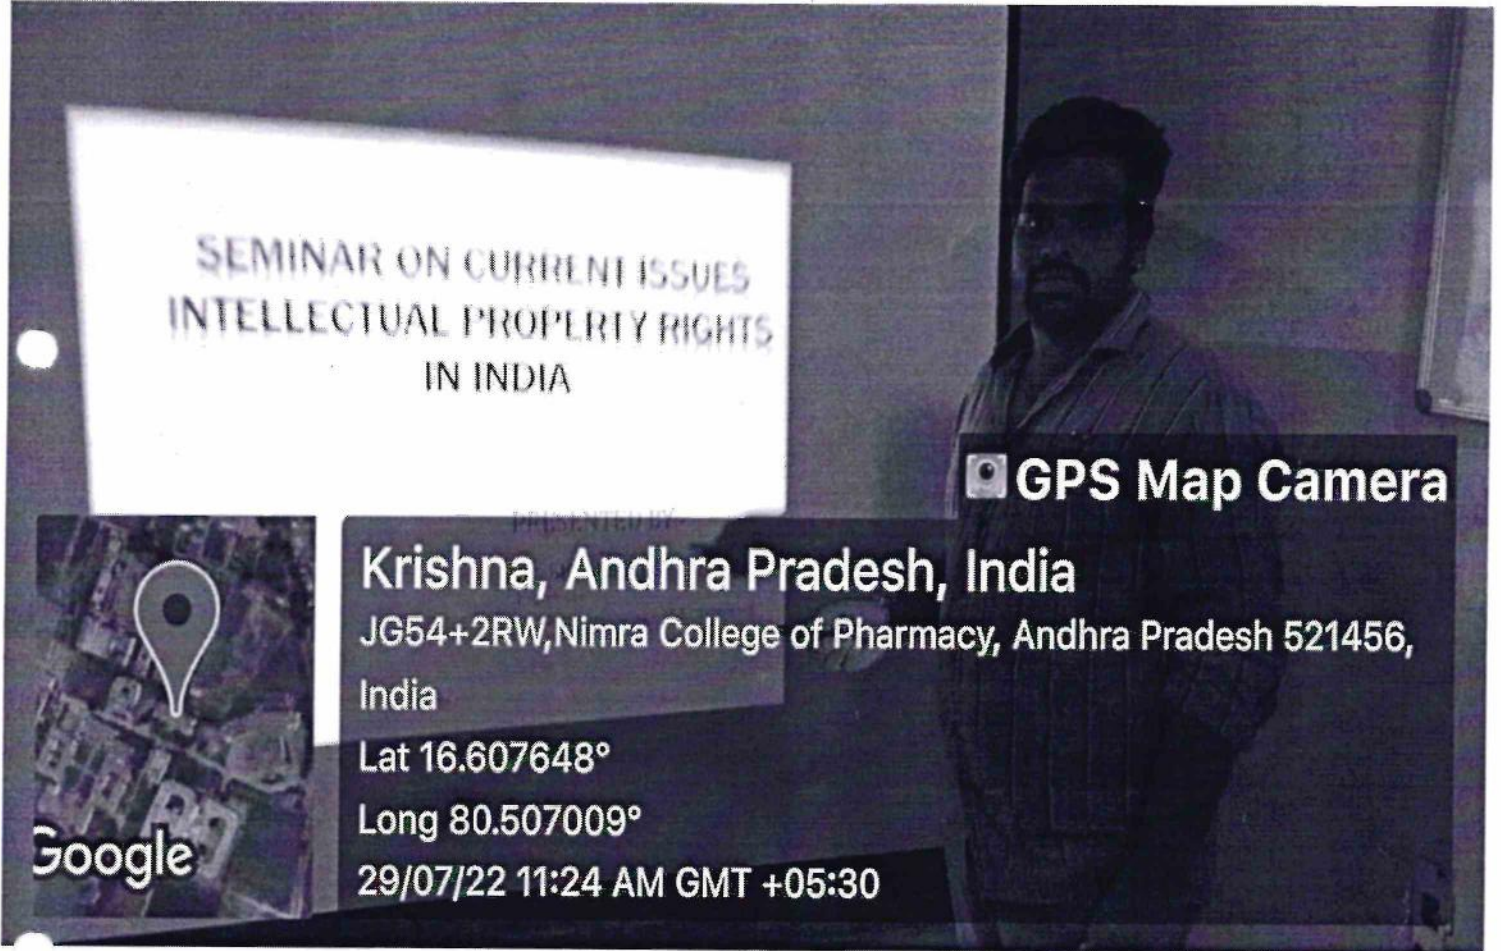 SEMINAR ON CURRENT ISSUES
INTELLECTUAL PROPERTY RIGHTS
IN INDIA
PRESENTED BY
GPS Map Camera
Krishna, Andhra Pradesh, India
JG54+2RW,Nimra College of Pharmacy, Andhra Pradesh 521456,
India
Lat 16.607648°
Long 80.507009°
29/07/22 11:24 AM GMT +05:30
Google